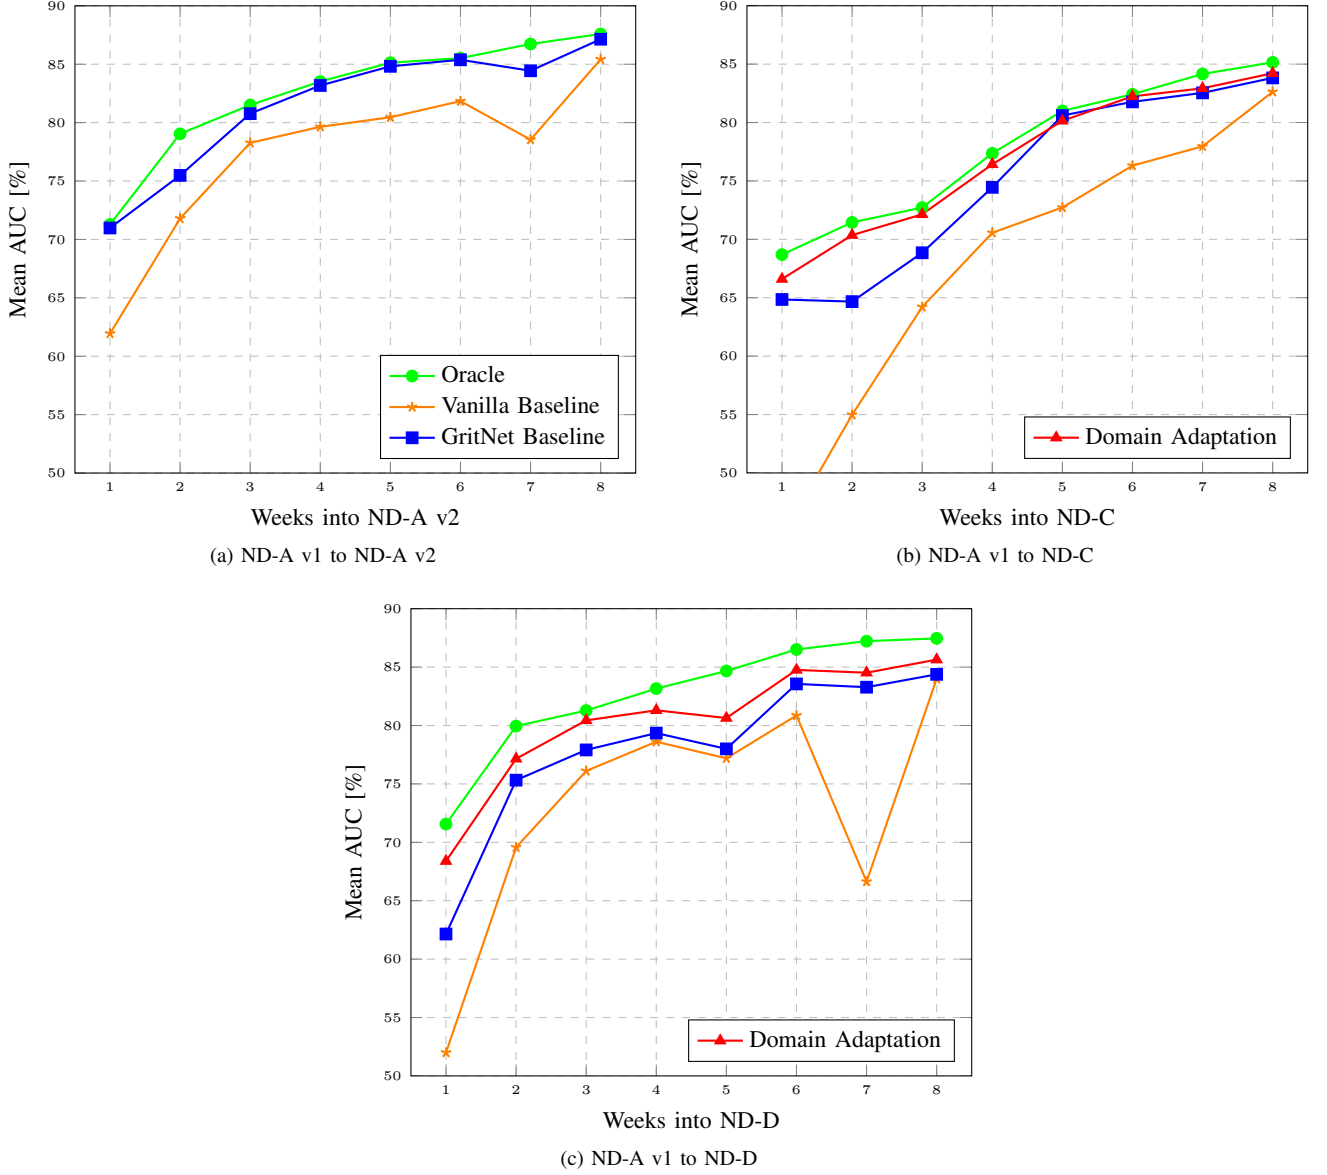 90
85
80
75
70
65
60
55
50
Mean AUC [%]
Oracle
Vanilla Baseline
GritNet Baseline
1 2 3 4 5 6 7 8
Weeks into ND-A v2
(a) ND-A v1 to ND-A v2
90
85
80
75
70
65
60
55
50
Mean AUC [%]
Domain Adaptation
1 2 3 4 5 6 7 8
Weeks into ND-C
(b) ND-A v1 to ND-C
90
85
80
75
70
65
60
55
50
Mean AUC [%]
Domain Adaptation
1 2 3 4 5 6 7 8
Weeks into ND-D
(c) ND-A v1 to ND-D